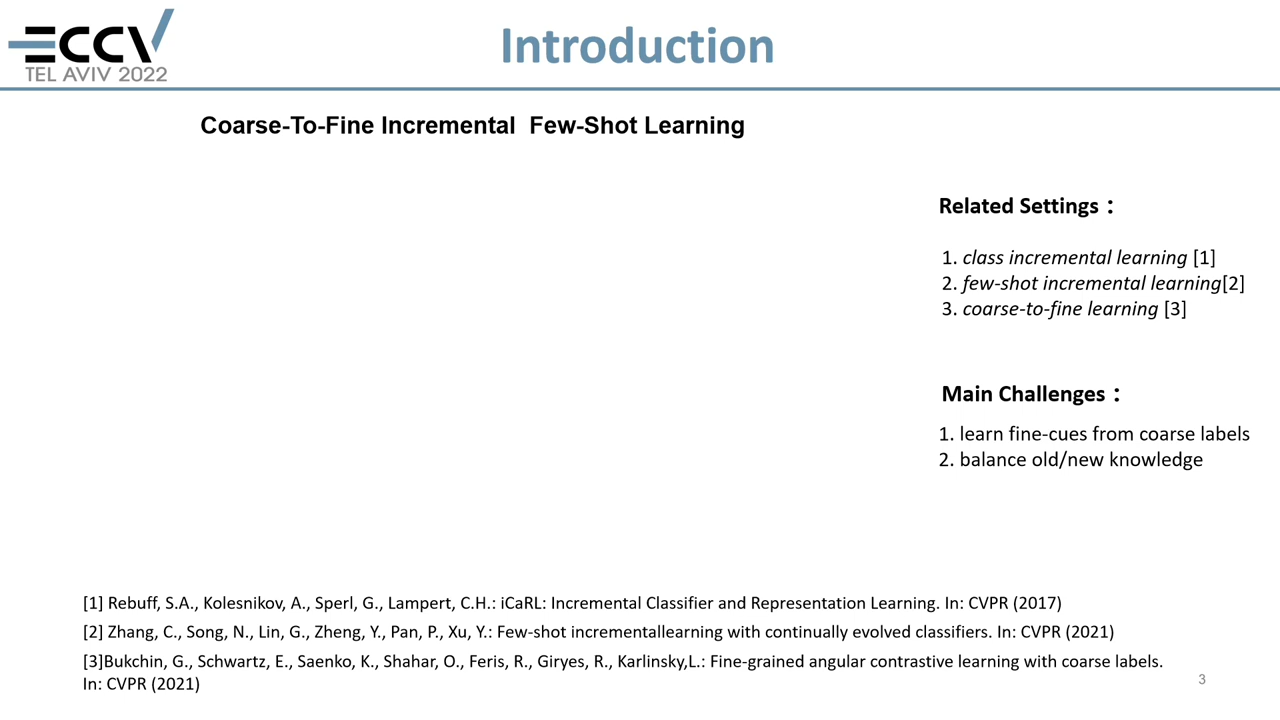 ECCV
TEL AVIV 2022
Introduction
Coarse-To-Fine Incremental  Few-Shot Learning
Related Settings：
1. class incremental learning [1]
2. few-shot incremental learning[2]
3. coarse-to-fine learning [3]
Main Challenges：
1. learn fine-cues from coarse labels
2. balance old/new knowledge
[1] Rebuff, S.A., Kolesnikov, A., Sperl, G., Lampert, C.H.: iCaRL: Incremental Classifier and Representation Learning. In: CVPR (2017)
[2] Zhang, C., Song, N., Lin, G., Zheng, Y., Pan, P., Xu, Y.: Few-shot incrementallearning with continually evolved classifiers. In: CVPR (2021)
[3]Bukchin, G., Schwartz, E., Saenko, K., Shahar, O., Feris, R., Giryes, R., Karlinsky,L.: Fine-grained angular contrastive learning with coarse labels.
In: CVPR (2021)
3